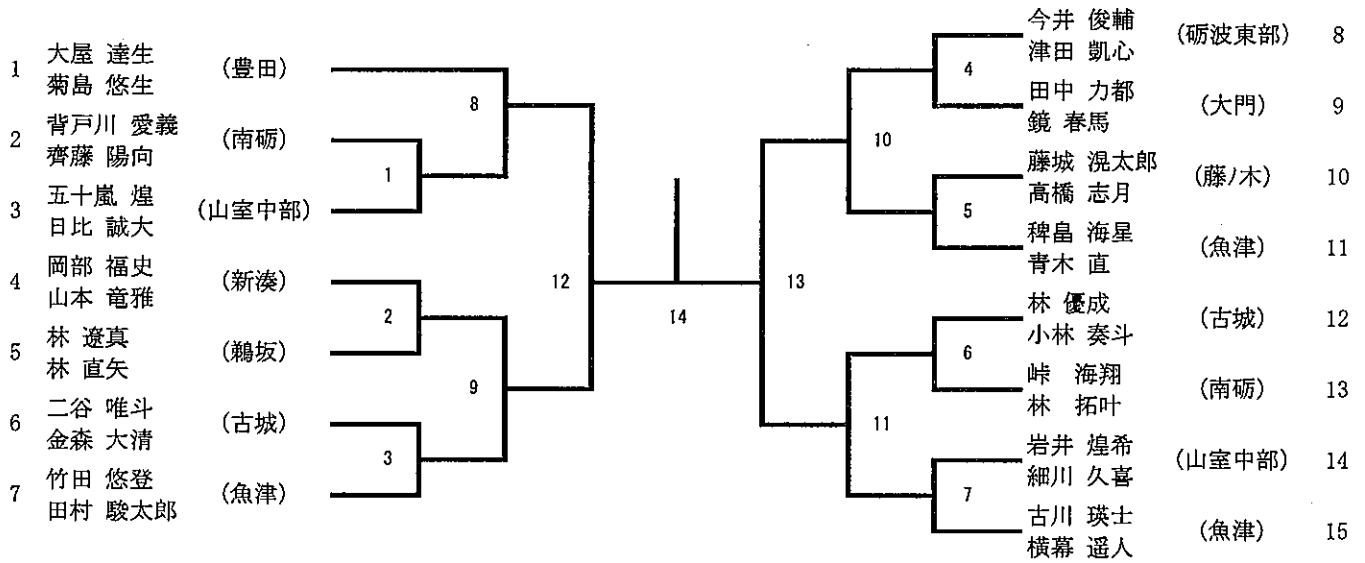 1 大屋 達生 (豊田)
菊島 悠生
2 背戸川 愛義 (南砺)
齊藤 陽向
3 五十嵐 煌 (山室中部)
日比 誠大
4 岡部 福史 (新湊)
山本 竜雅
5 林 遼真 (鵜坂)
林 直矢
6 二谷 唯斗 (古城)
金森 大清
7 竹田 悠登 (魚津)
田村 駿太郎
8
1
2
9
3
12
14
13
4
10
5
6
11
7
今井 俊輔 (砺波東部) 8
津田 凱心
田中 力都 (大門) 9
鏡 春馬
藤城 滉太郎 (藤ノ木) 10
高橋 志月
稗畠 海星 (魚津) 11
青木 直
林 優成 (古城) 12
小林 奏斗
峠 海翔 (南砺) 13
林 拓叶
岩井 煌希 (山室中部) 14
細川 久喜
古川 瑛士 (魚津) 15
横幕 遥人